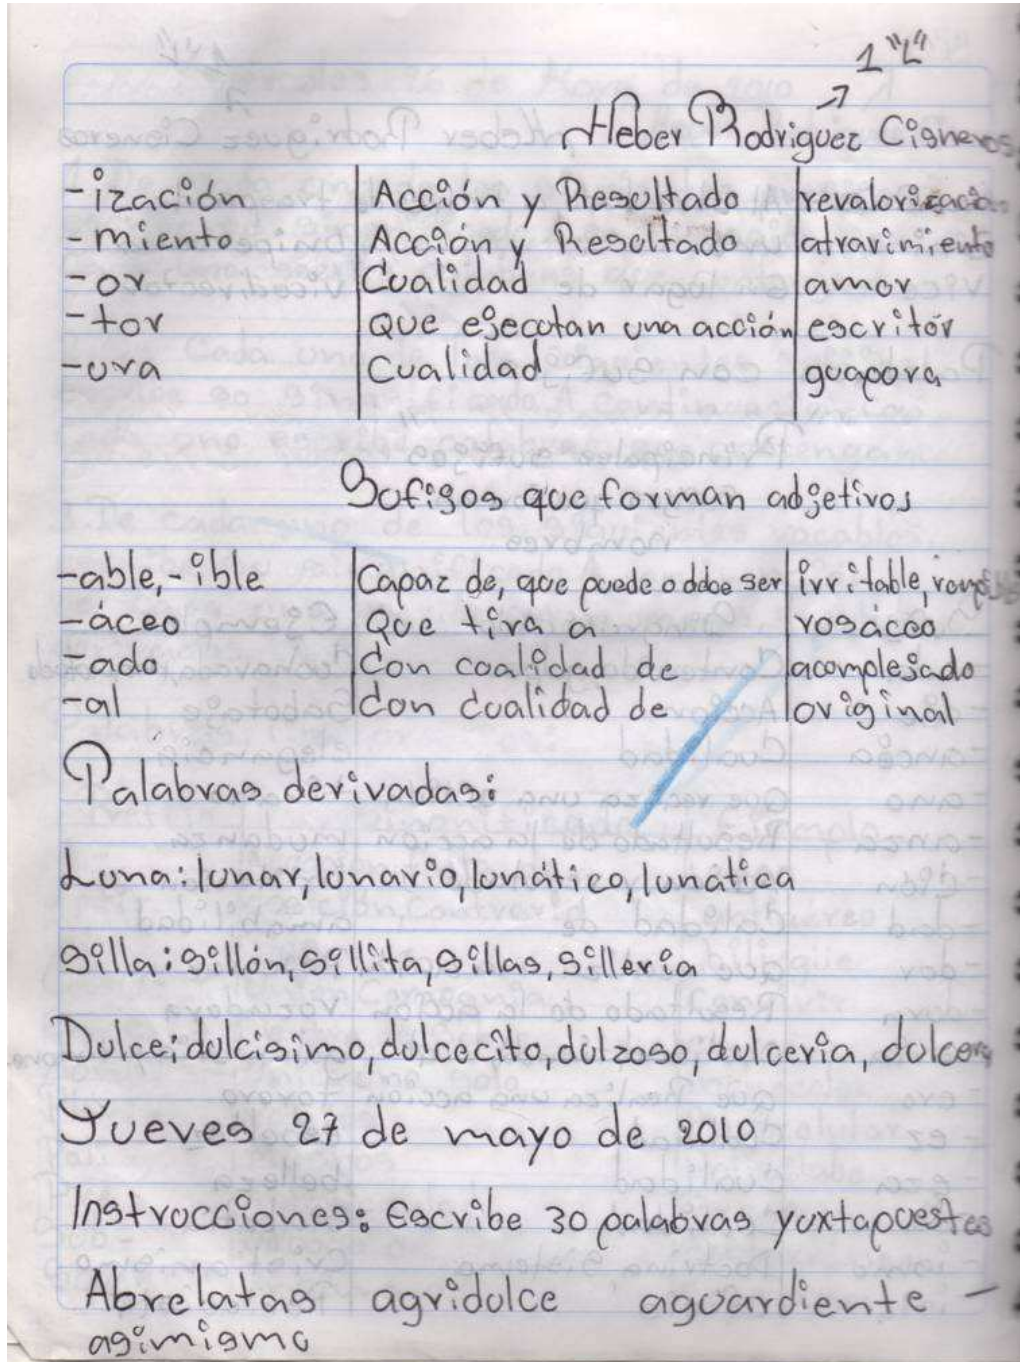 1 "L"
Heber Rodriguez Cisneros
-ización Acción y Resultado revalorización
-miento Acción y Resultado atravimiento
-or Cualidad amor
-tor que ejecutan una acción escritor
-ura Cualidad guapora
Sufijos que forman adjetivos
-able, -ible Capaz de, que puede o debe ser irritable,
-áceo Que tira a rosáceo
-ado Con cualidad de acomplejado
-al Con cualidad de original
Palabras derivadas:
Luna: lunar, lunario, lunático, lunática
Silla: sillón, sillita, sillas, sillería
Dulce: dulcisimo, dulcecito, dulzoso, dulcería,
Jueves 27 de mayo de 2010
Instrucciones: Escribe 30 palabras yuxtapuestas
Abrelatas agridulce aguardiente -
asimismo